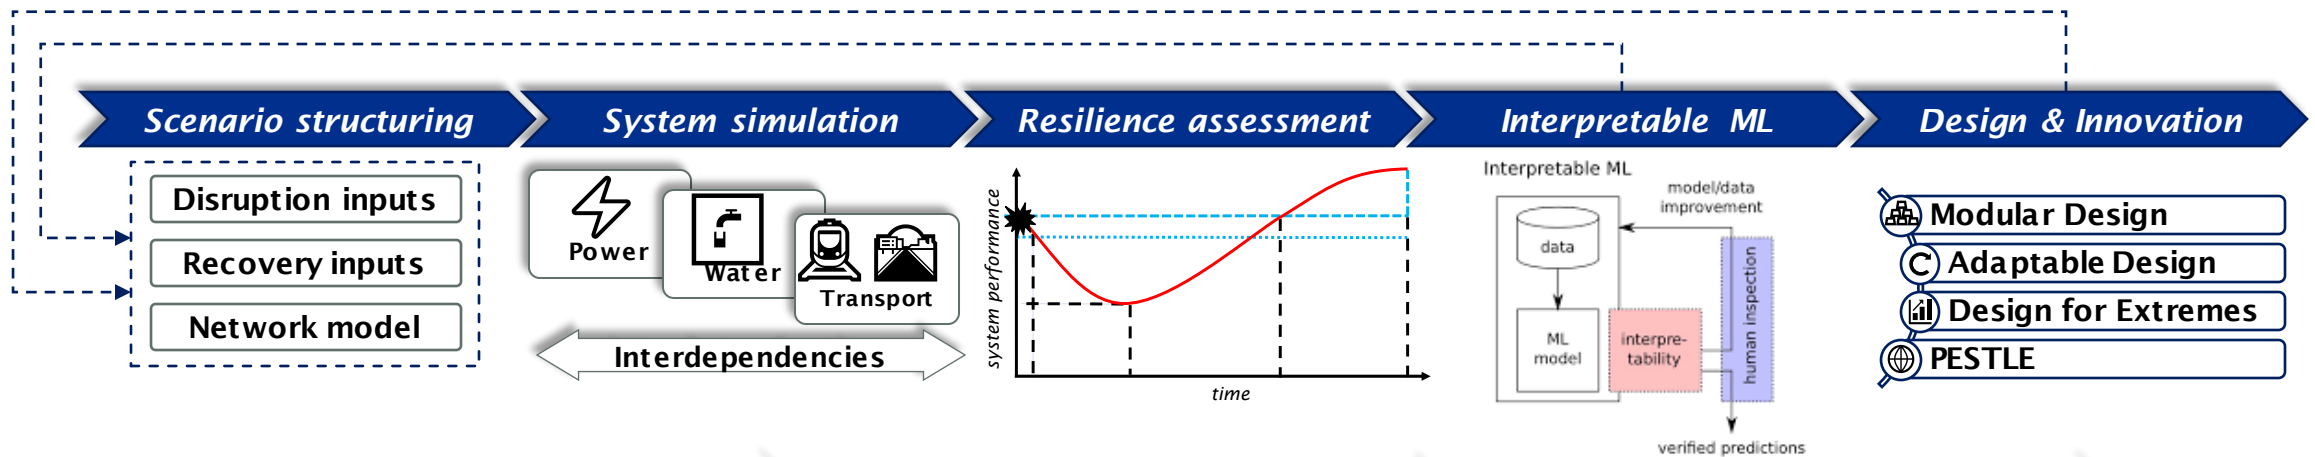 Scenario structuring
System simulation
Resilience assessment
Interpretable ML
Design & Innovation
Disruption inputs
Recovery inputs
Network model
Power
Water
Transport
Interdependencies
system performance
time
Interpretable ML
model/data
improvement
data
ML
model
interpre-
tability
human inspection
verified predictions
Modular Design
Adaptable Design
Design for Extremes
PESTLE